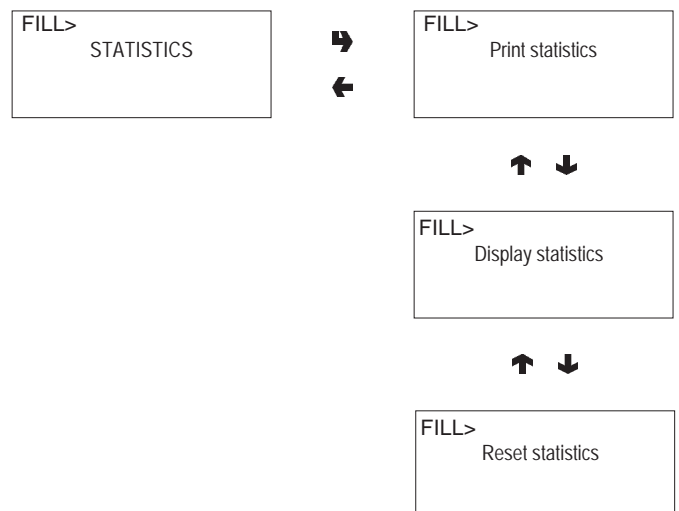 FILL>
STATISTICS
FILL>
Print statistics
FILL>
Display statistics
FILL>
Reset statistics